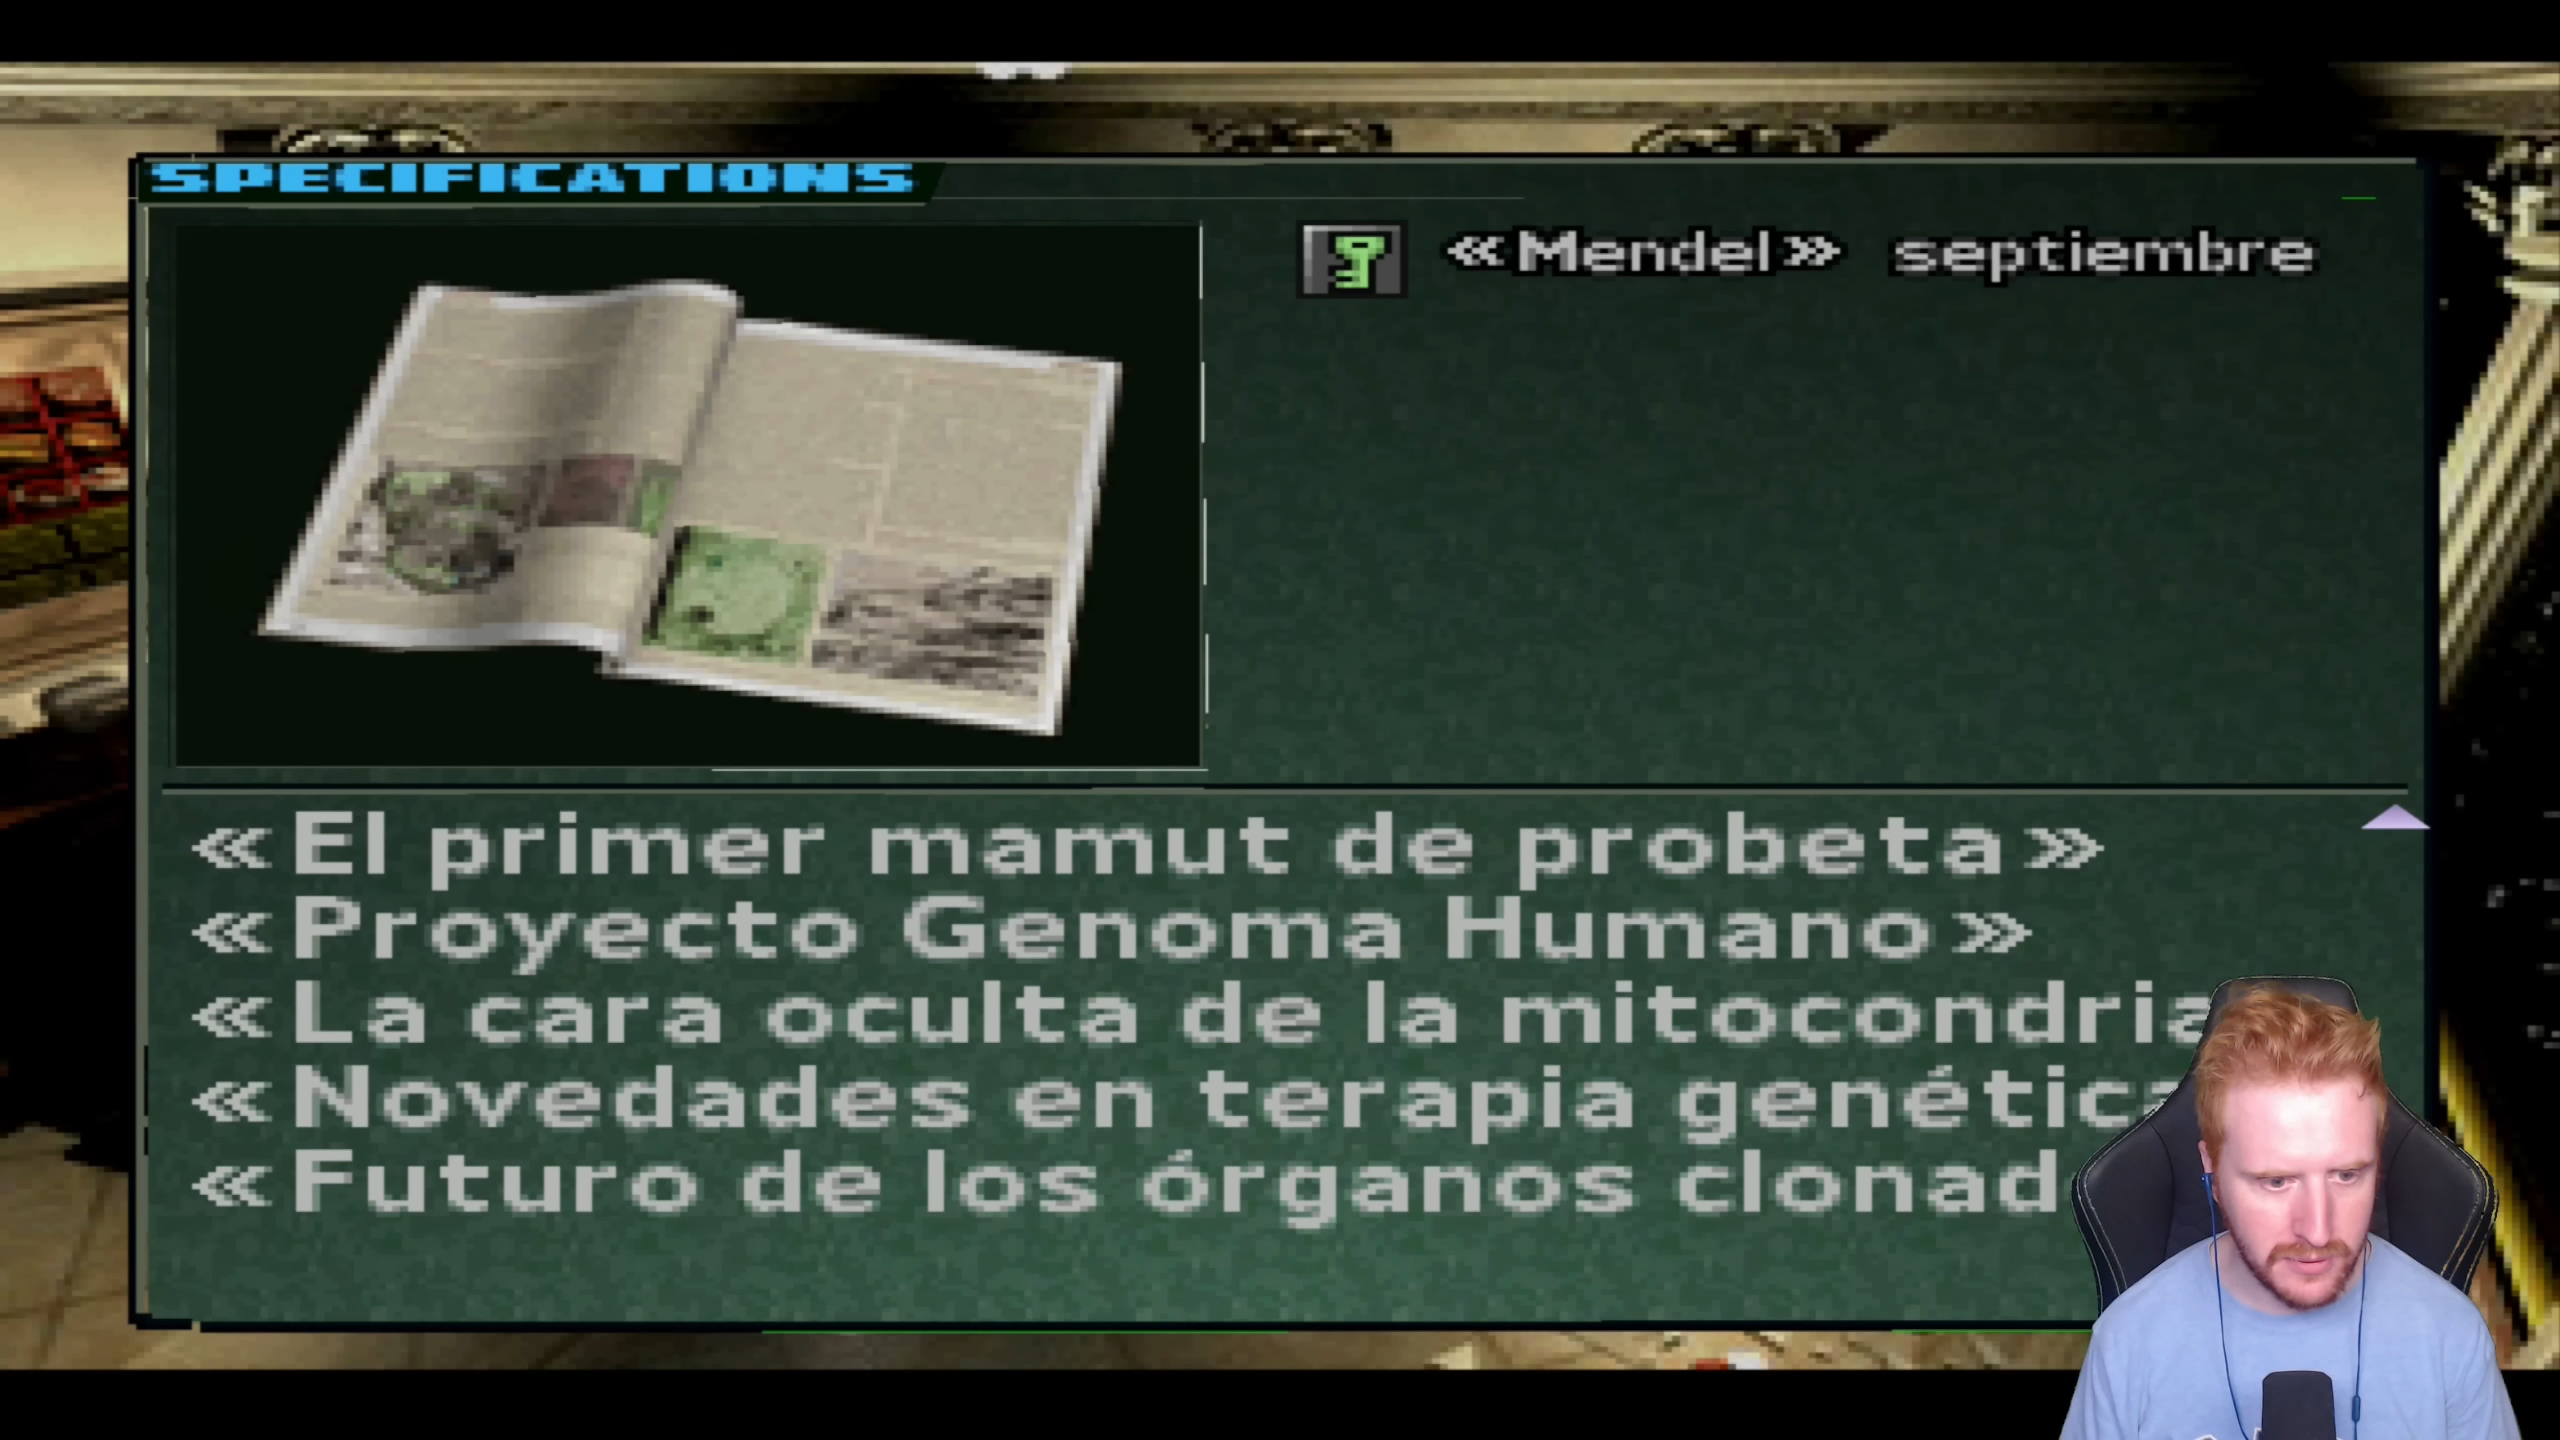 SPECIFICATIONS
«Mendel» septiembre
«El primer mamut de probeta»
«Proyecto Genoma Humano»
«La cara oculta de la mitocondria
«Novedades en terapia genética
«Futuro de los órganos